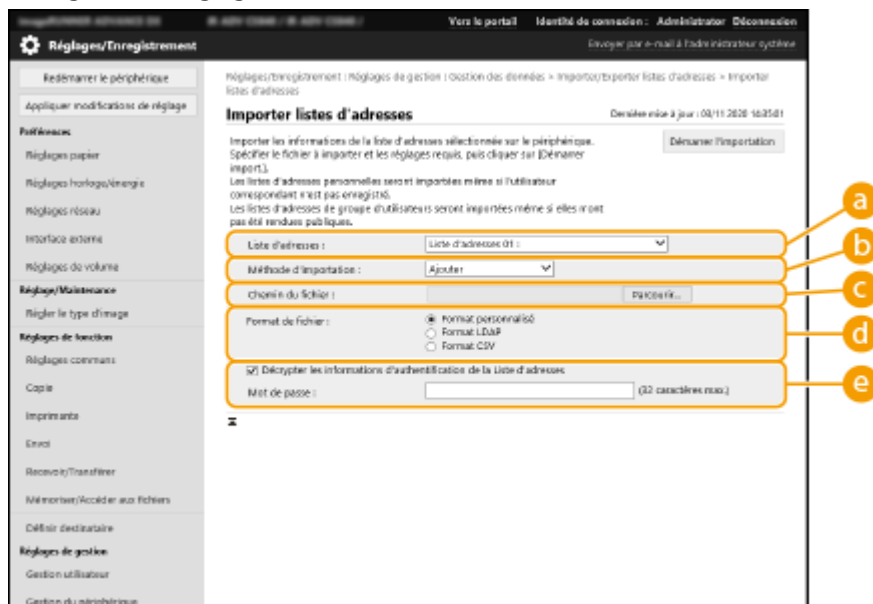 Vers le portail Identité de connexion : Administrator Déconnexion
Réglages/Enregistrement
Envoyer par e-mail à l'administrateur système
Redémarrer le périphérique
Appliquer modifications de réglage
Préférences
Réglages papier
Réglages horloge/énergie
Réglages réseau
Interface externe
Réglages de volume
Réglage/Maintenance
Régler le type d'image
Réglages de fonction
Réglages communs
Copie
Imprimante
Envoi
Recevoir/Transférer
Mémoriser/Accéder aux fichiers
Définir destinataire
Réglages de gestion
Gestion utilisateur
Gestion du périphérique
Réglages/Enregistrement : Réglages de gestion : Gestion des données > Importer/Exporter listes d'adresses > Importer
listes d'adresses
Importer listes d'adresses
Dernière mise à jour : 09/11 2020 16:35:01
Importer les informations de la liste d'adresses sélectionnée sur le périphérique.
Spécifier le fichier à importer et les réglages requis, puis cliquer sur [Démarrer
import.].
Les listes d'adresses personnelles seront importées même si l'utilisateur
correspondant n'est pas enregistré.
Les listes d'adresses de groupe d'utilisateurs seront importées même si elles n'ont
pas été rendues publiques.
Démarrer l'importation
Liste d'adresses : Liste d'adresses 01 :
a
Méthode d'importation : Ajouter
b
Chemin du fichier : Parcourir...
c
Format de fichier : Format personnalisé
Format LDAP
Format CSV
d
Décrypter les informations d'authentification de la Liste d'adresses
Mot de passe : (32 caractères max.)
e